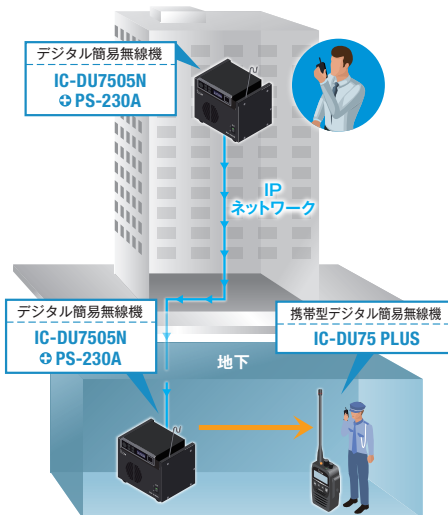 デジタル簡易無線機
IC-DU7505N
+ PS-230A
IP
ネットワーク
デジタル簡易無線機
IC-DU7505N
+ PS-230A
携帯型デジタル簡易無線機
IC-DU75 PLUS
地下